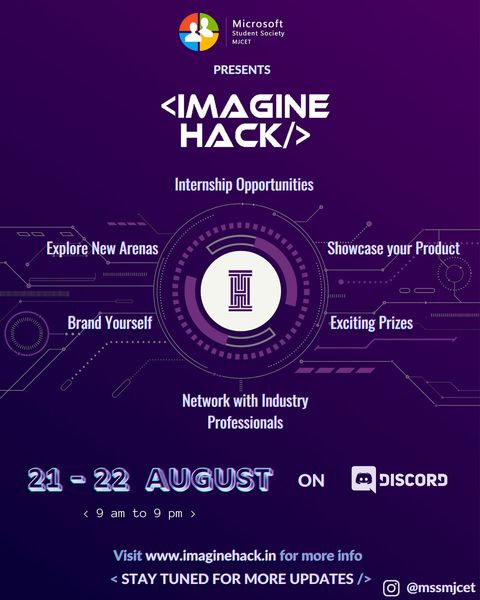 Microsoft
Student Society
MJCET
PRESENTS
<IMAGINE
HACK/>
Internship Opportunities
Explore New Arenas
Showcase your Product
H
Brand Yourself
Exciting Prizes
Network with Industry
Professionals
21 - 22 AUGUST ON DISCORD
< 9 am to 9 pm >
Visit www.imaginehack.in for more info
< STAY TUNED FOR MORE UPDATES />
@mssmjcet